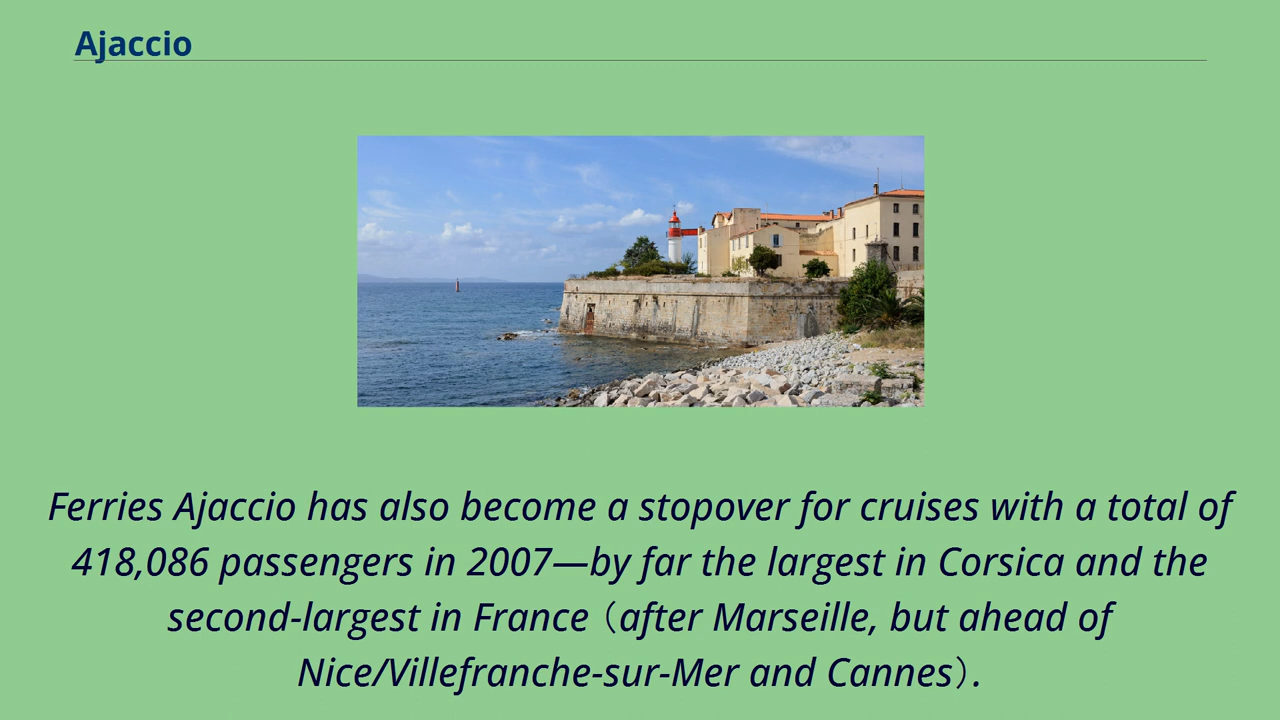 Ajaccio
Ferries Ajaccio has also become a stopover for cruises with a total of
418,086 passengers in 2007—by far the largest in Corsica and the
second-largest in France（after Marseille, but ahead of
Nice/Villefranche-sur-Mer and Cannes）.